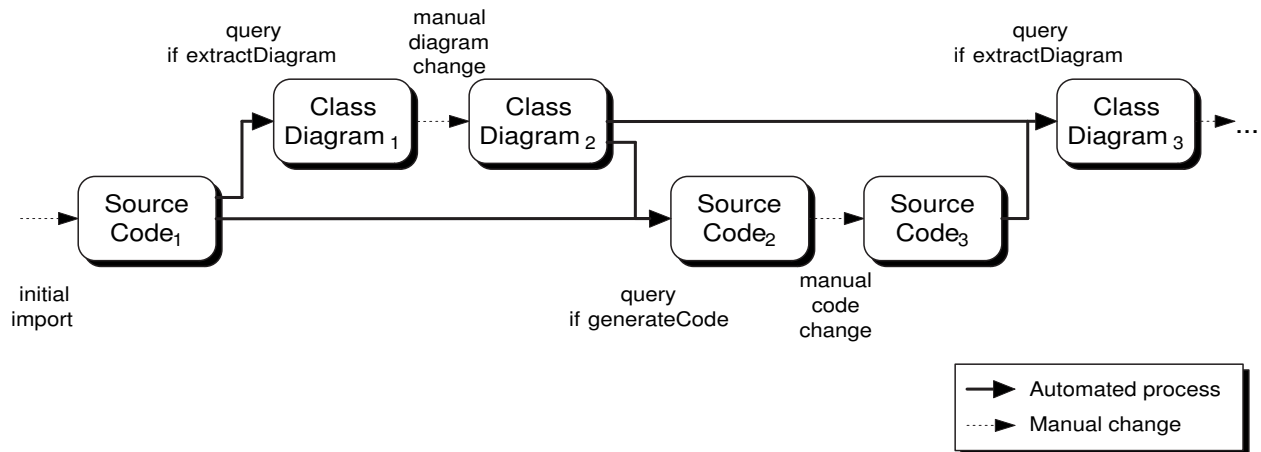 query
if extractDiagram
manual
diagram
change
query
if extractDiagram
Class
Diagram 1
Class
Diagram 2
Class
Diagram 3
...
Source
Code1
Source
Code2
Source
Code3
initial
import
query
if generateCode
manual
code
change
Automated process
Manual change